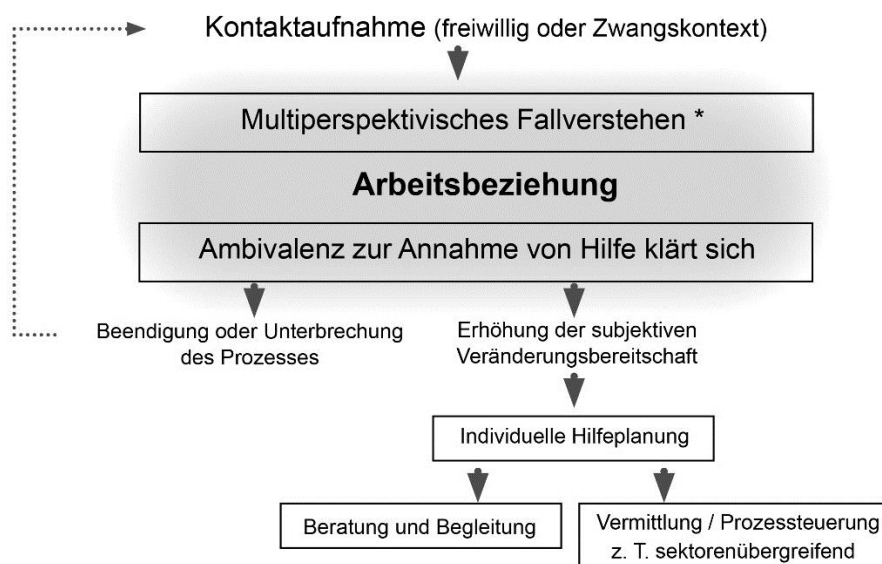 Kontaktaufnahme (freiwillig oder Zwangskontext)
Multiperspektivisches Fallverstehen *
Arbeitsbeziehung
Ambivalenz zur Annahme von Hilfe klärt sich
Beendigung oder Unterbrechung
des Prozesses
Erhöhung der subjektiven
Veränderungsbereitschaft
Individuelle Hilfeplanung
Beratung und Begleitung
Vermittlung / Prozessteuerung
z. T. sektorenübergreifend